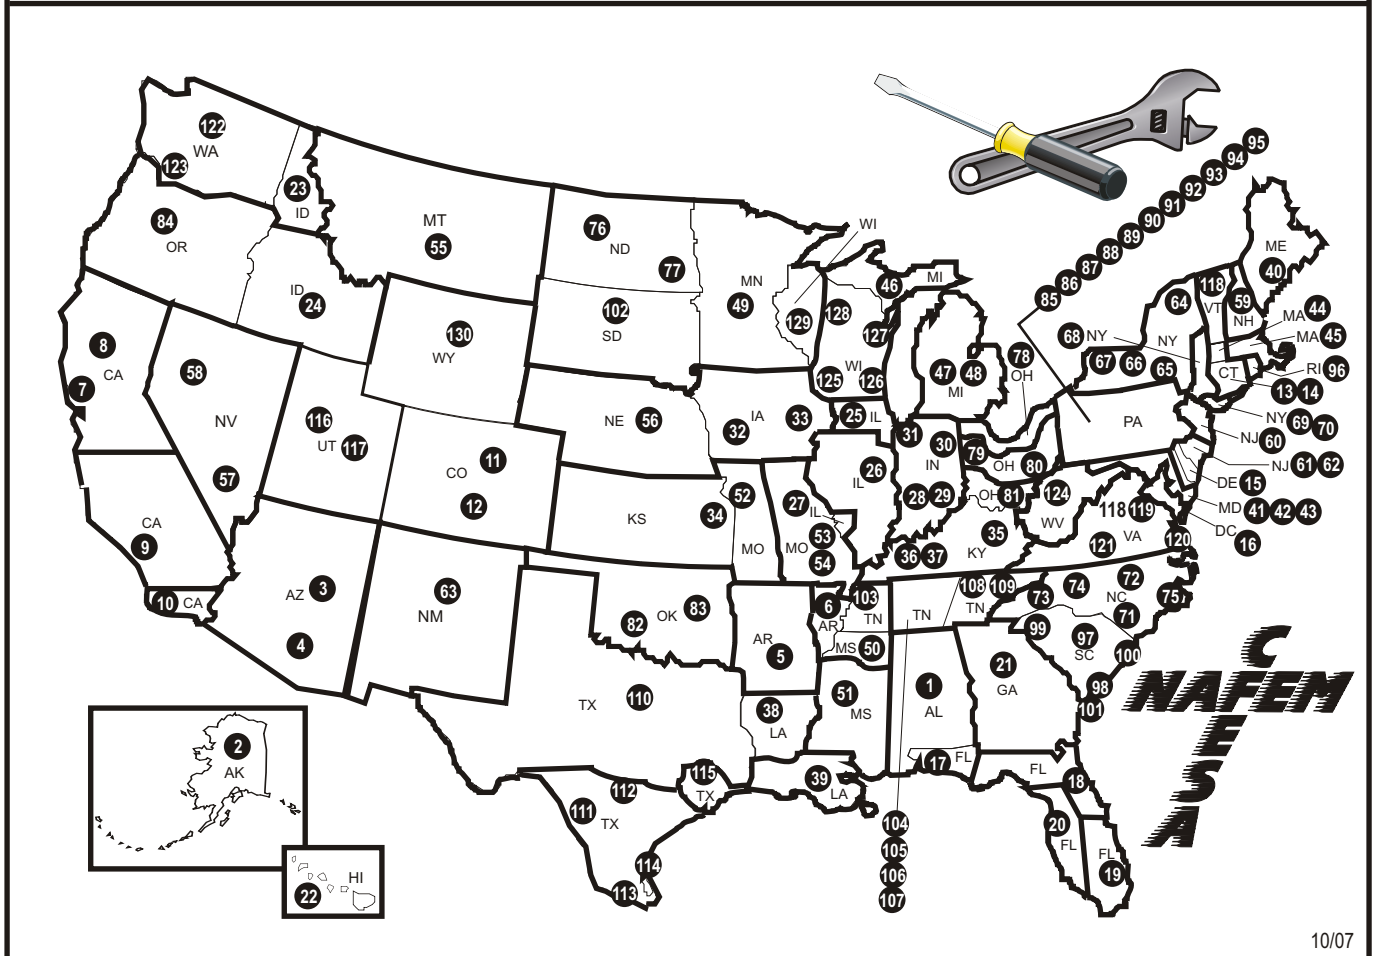 95
94
93
92
91
90
89
88
87
86
85
122
WA
123
23
ID
84
OR
MT
55
76
ND
77
WI
MN
49
46
MI
ME
40
118
VT
59
NH
64
NY
MA 44
MA 45
RI 96
CT
13 14
68 NY
67 66 65
NY 69 70
NJ 60
NJ 61 62
DE 15
MD 41 42 43
DC 16
ID
24
130
WY
102
SD
129
128
127
WI
125 126
47 48
MI
78
OH
PA
8
CA
7
58
NV
57
116
UT 117
NE 56
IA
33
32
25 IL
31
30
IN
28 29
79
OH
80
OH 81
124
WV
118 119
VA
121
120
CO
11
12
KS
34
52
MO
27
IL
26
IL
53
MO
54
36 37
35
KY
CA
9
10 CA
AZ 3
4
63
NM
OK 83
82
AR
5
6
AR
103
TN
MS 50
TN
108 109
TN
73
74
72
NC
71
75
99
97
SC
100
98
101
TX
110
38
LA
51
MS
1
AL
21
GA
17 FL
FL
18
20
FL
FL
19
39
LA
115
TX
112
111
TX
114
113
104
105
106
107
2
AK
HI
22
NAFEM
CFESA
10/07